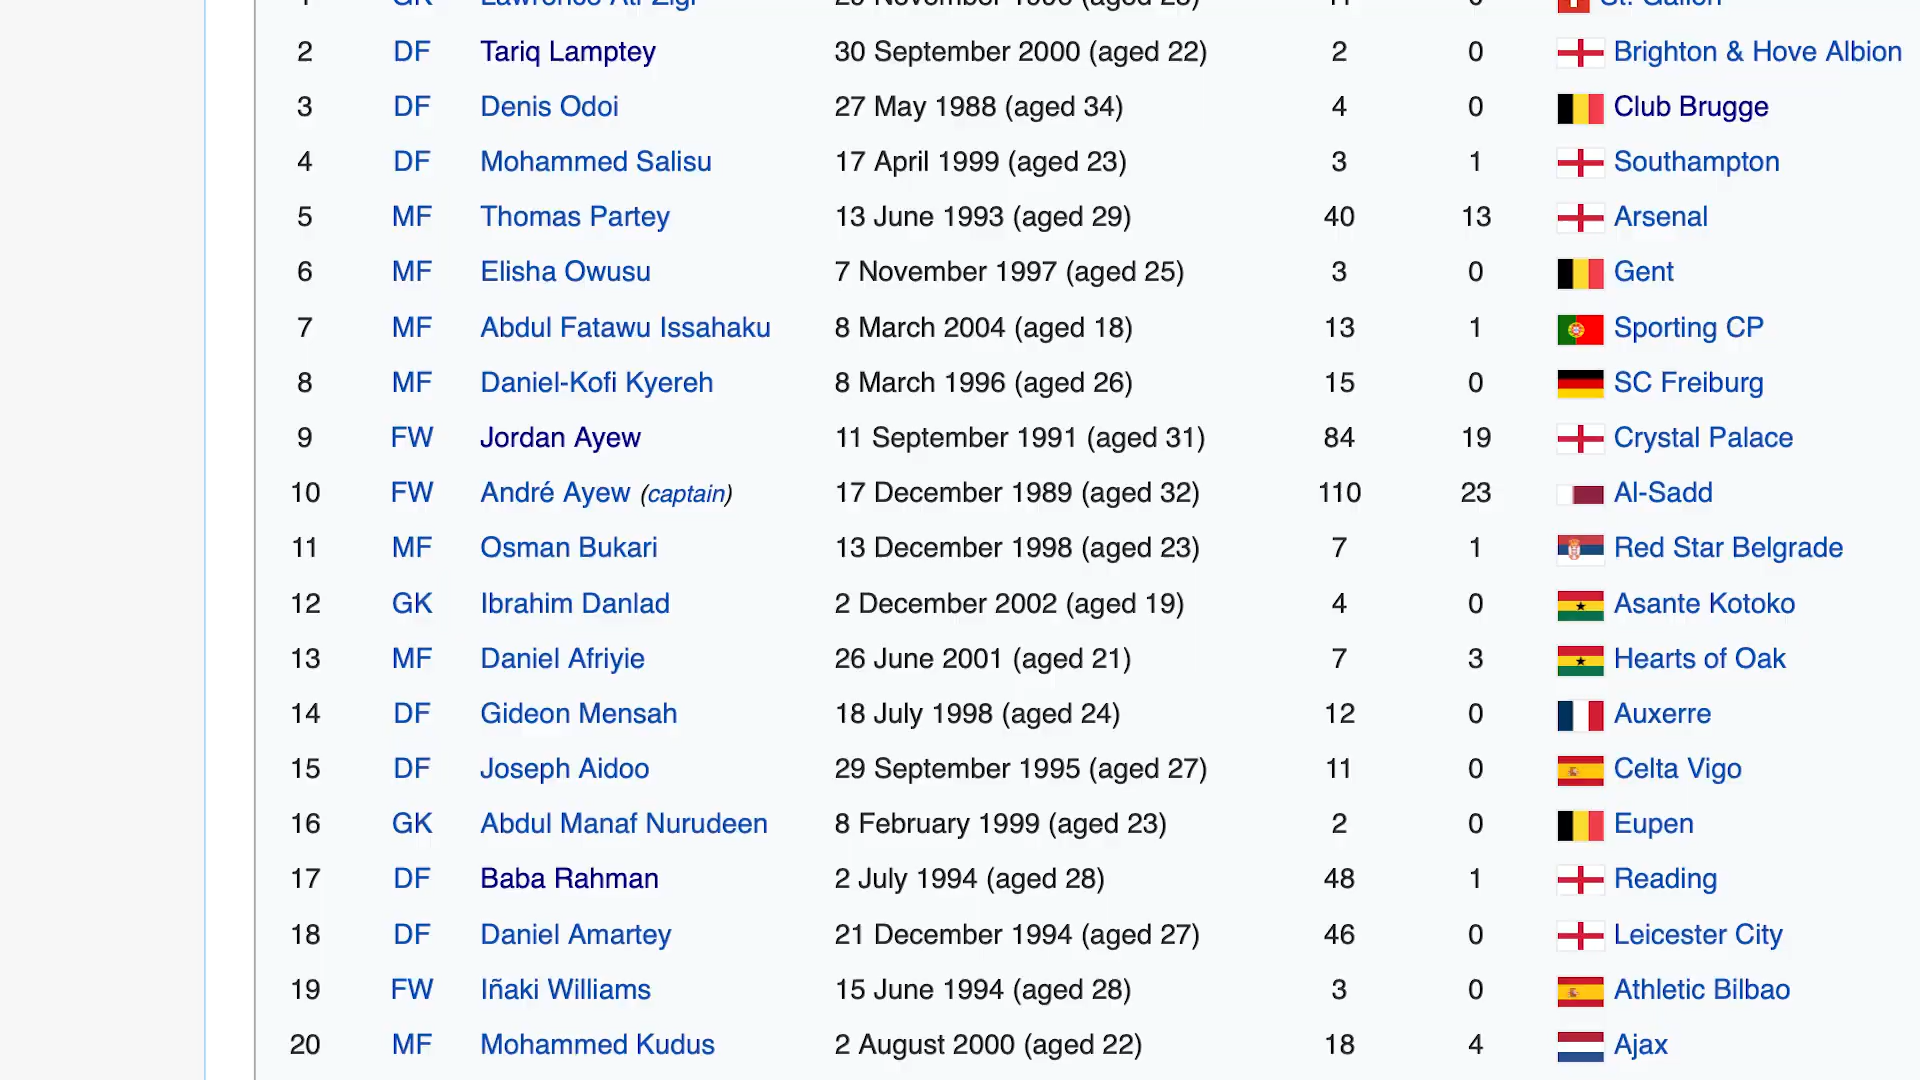 2 DF Tariq Lamptey 30 September 2000 (aged 22) 2 0 Brighton & Hove Albion
3 DF Denis Odoi 27 May 1988 (aged 34) 4 0 Club Brugge
4 DF Mohammed Salisu 17 April 1999 (aged 23) 3 1 Southampton
5 MF Thomas Partey 13 June 1993 (aged 29) 40 13 Arsenal
6 MF Elisha Owusu 7 November 1997 (aged 25) 3 0 Gent
7 MF Abdul Fatawu Issahaku 8 March 2004 (aged 18) 13 1 Sporting CP
8 MF Daniel-Kofi Kyereh 8 March 1996 (aged 26) 15 0 SC Freiburg
9 FW Jordan Ayew 11 September 1991 (aged 31) 84 19 Crystal Palace
10 FW André Ayew (captain) 17 December 1989 (aged 32) 110 23 Al-Sadd
11 MF Osman Bukari 13 December 1998 (aged 23) 7 1 Red Star Belgrade
12 GK Ibrahim Danlad 2 December 2002 (aged 19) 4 0 Asante Kotoko
13 MF Daniel Afriyie 26 June 2001 (aged 21) 7 3 Hearts of Oak
14 DF Gideon Mensah 18 July 1998 (aged 24) 12 0 Auxerre
15 DF Joseph Aidoo 29 September 1995 (aged 27) 11 0 Celta Vigo
16 GK Abdul Manaf Nurudeen 8 February 1999 (aged 23) 2 0 Eupen
17 DF Baba Rahman 2 July 1994 (aged 28) 48 1 Reading
18 DF Daniel Amartey 21 December 1994 (aged 27) 46 0 Leicester City
19 FW Iñaki Williams 15 June 1994 (aged 28) 3 0 Athletic Bilbao
20 MF Mohammed Kudus 2 August 2000 (aged 22) 18 4 Ajax